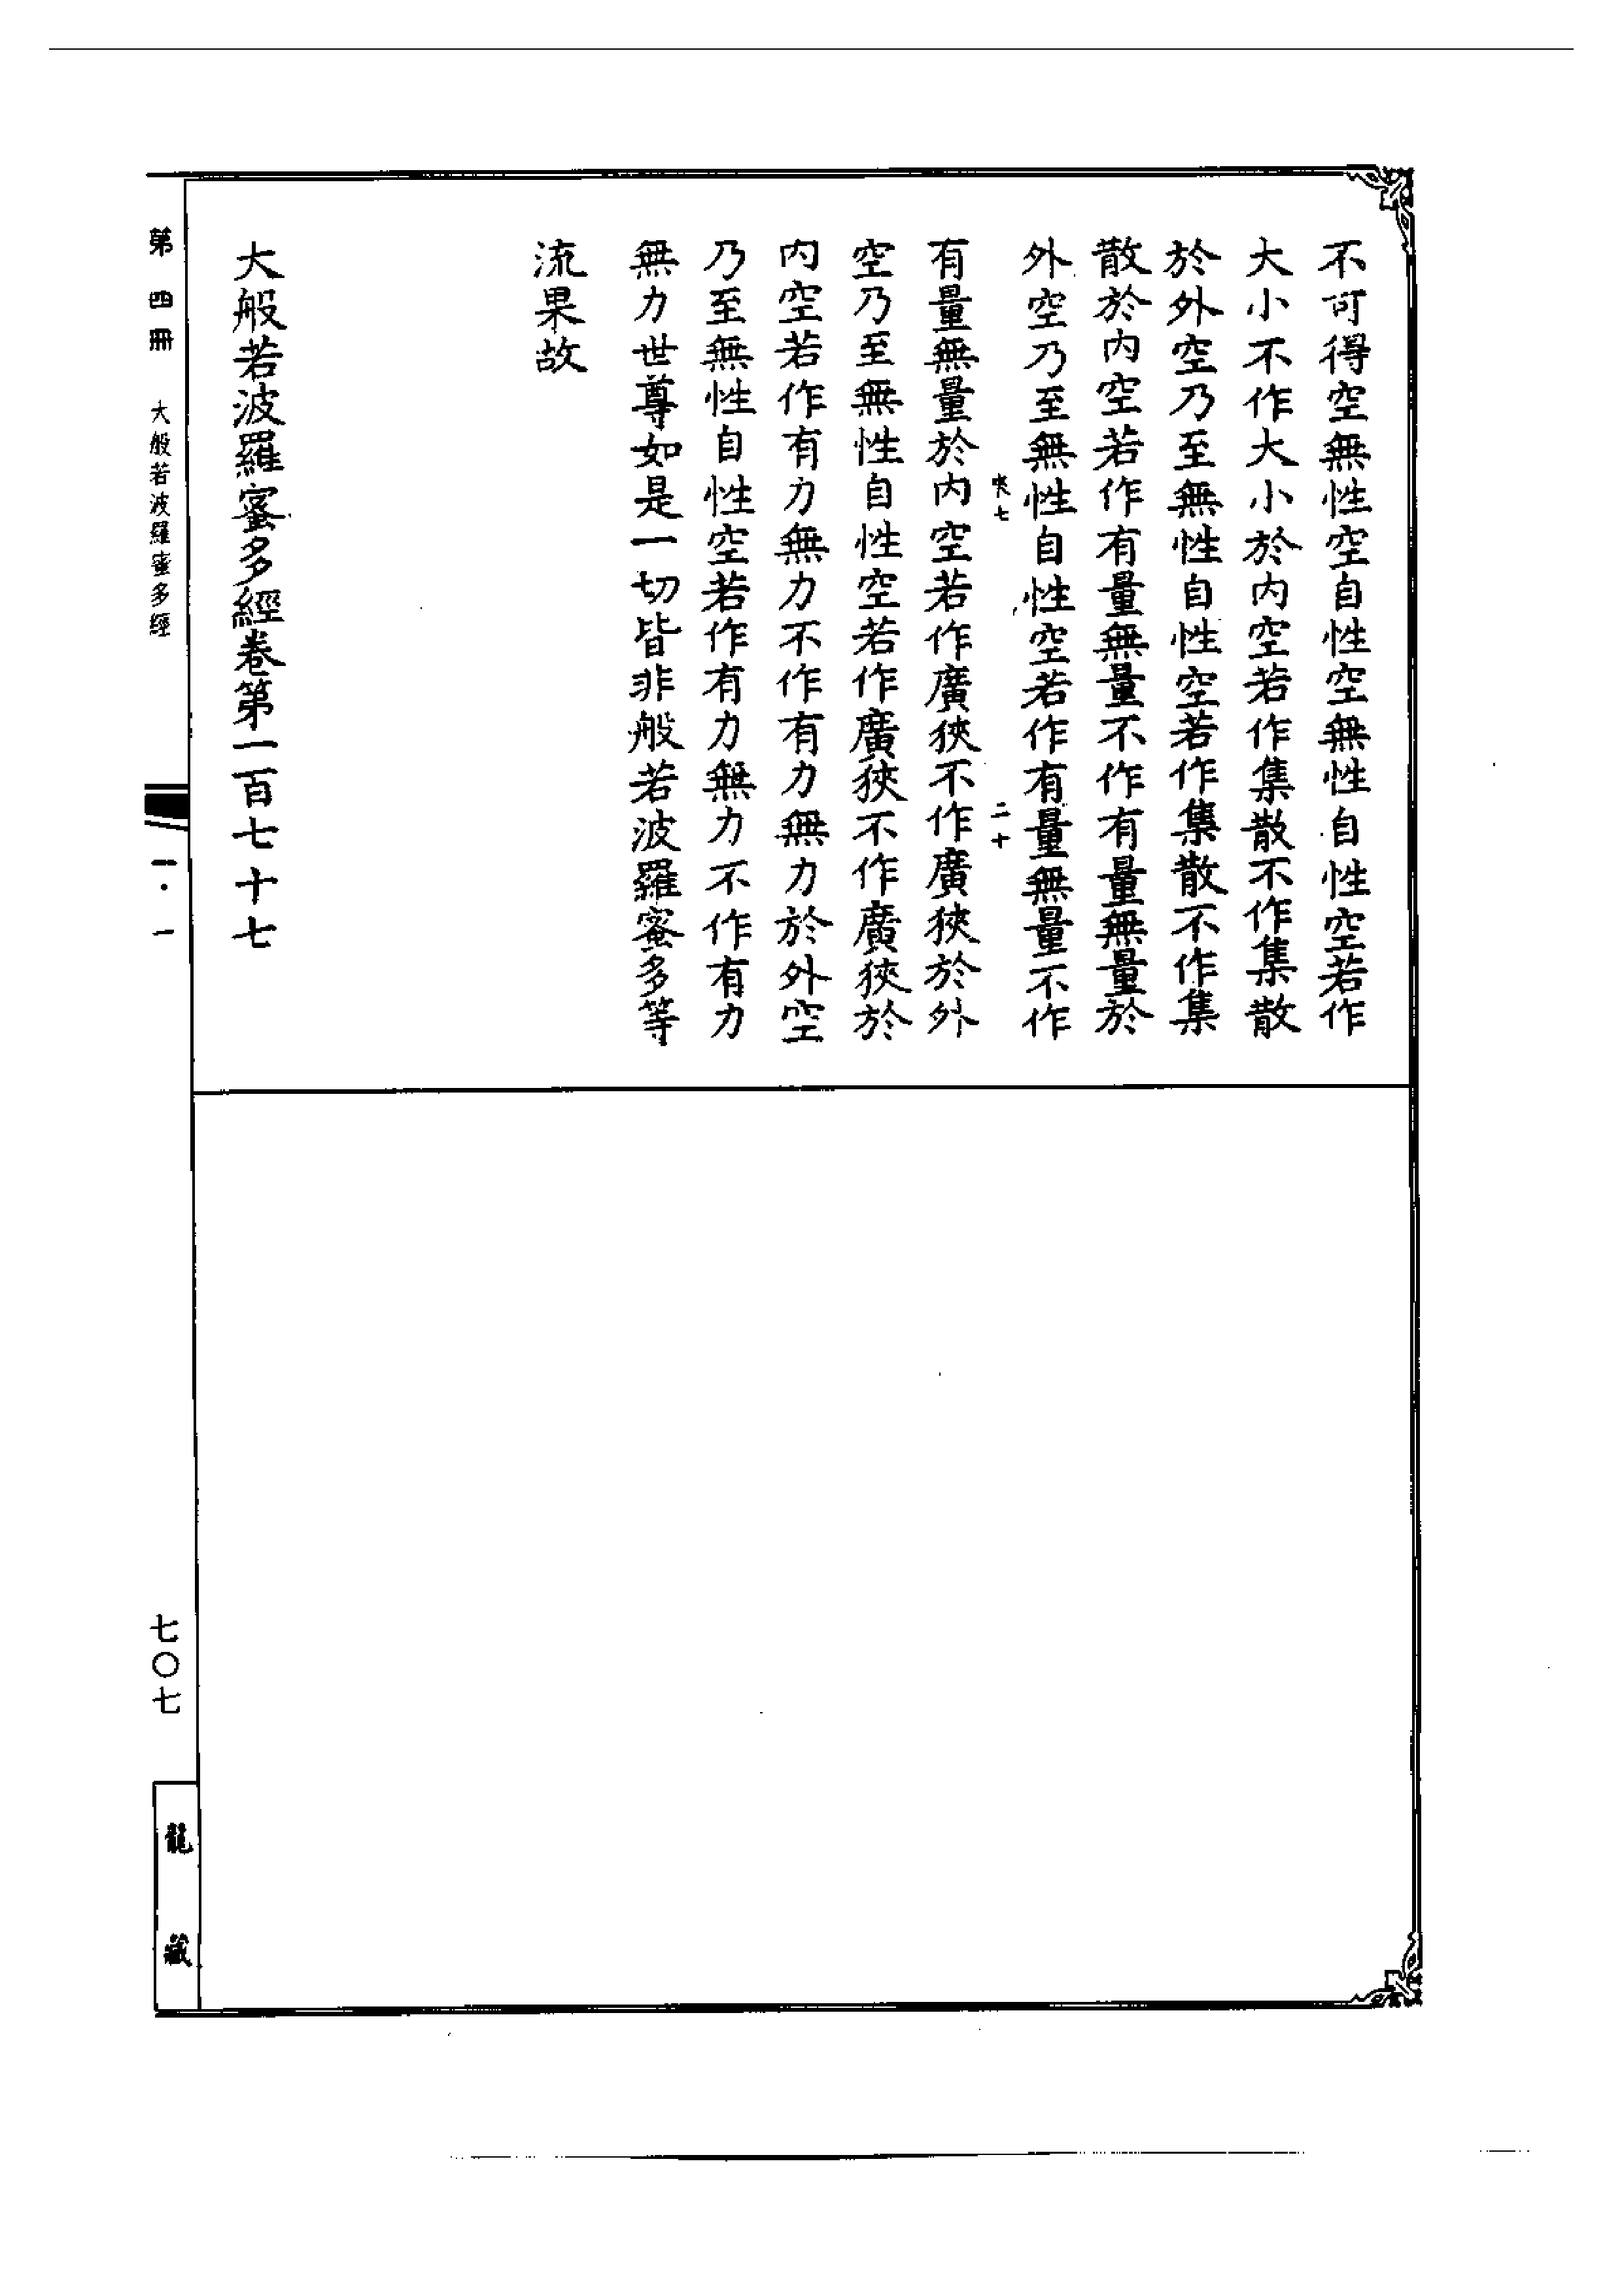 不可得空無性空自性空無性自性空若作
大小不作大小於内空若作集散不作集散
於外空乃至無性自性空若作集散不作集
散於内空若作有量無量不作有量無量於
外空乃至無性自性空若作有量無量不作
七 二十
有量無量於内空若作廣狹不作廣狹於外
空乃至無性自性空若作廣狹不作廣狹於
内空若作有力無力不作有力無力於外空
乃至無性自性空若作有力無力不作有力
無力世尊如是一切皆非般若波羅蜜多等
流果故
大般若波羅蜜多經卷第一百七十七
第四冊 大般若波羅蜜多經 一·一 七〇七
龍藏